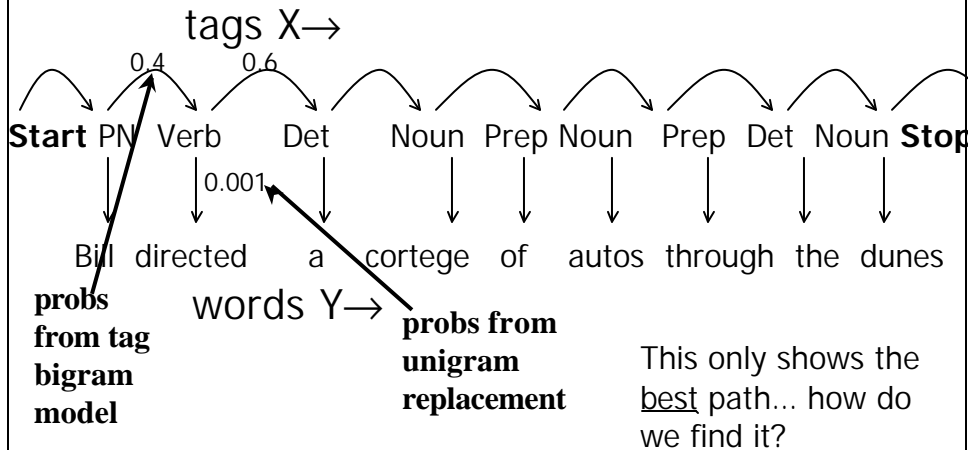 tags X→
0.4 0.6
Start PN Verb Det Noun Prep Noun Prep Det Noun Stop
0.001
Bill directed a cortege of autos through the dunes
words Y→
probs
from tag
bigram
model
probs from
unigram
replacement
This only shows the
best path... how do
we find it?